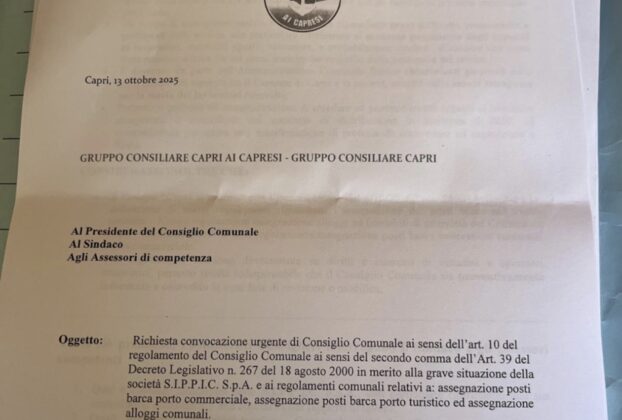 AI CAPRESI
Capri, 13 ottobre 2025
GRUPPO CONSILIARE CAPRI AI CAPRESI - GRUPPO CONSILIARE CAPRI
Al Presidente del Consiglio Comunale
Al Sindaco
Agli Assessori di competenza
Oggetto: Richiesta convocazione urgente di Consiglio Comunale ai sensi dell'art. 10 del
regolamento del Consiglio Comunale ai sensi del secondo comma dell'Art. 39 del
Decreto Legislativo n. 267 del 18 agosto 2000 in merito alla grave situazione della
società S.I.P.P.I.C. S.p.A. e ai regolamenti comunali relativi a: assegnazione posti
barca porto commerciale, assegnazione posti barca porto turistico ed assegnazione
alloggi comunali.